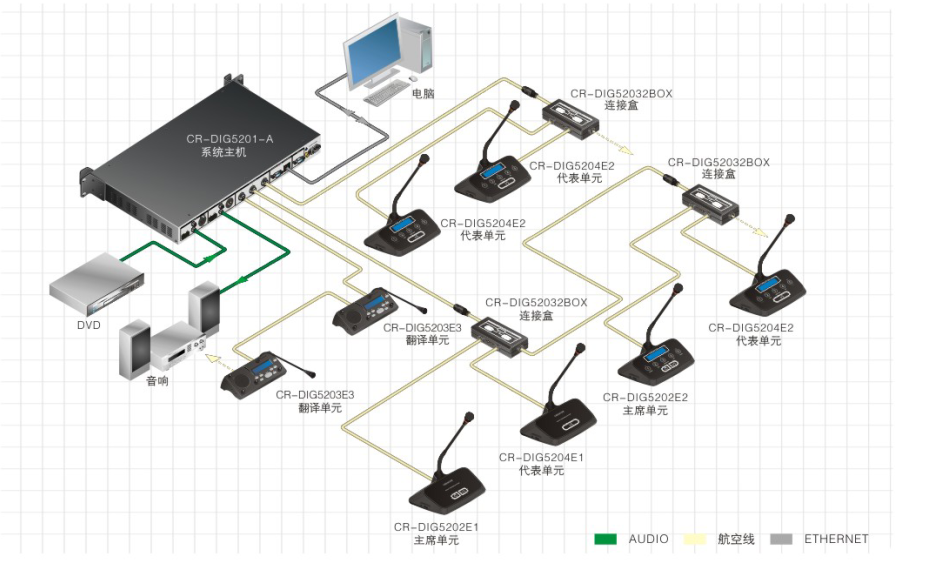 电脑
CR-DIG52032BOX
连接盒
CR-DIG5201-A
系统主机
CR-DIG5204E2
代表单元
CR-DIG52032BOX
连接盒
CR-DIG5204E2
代表单元
DVD
CR-DIG52032BOX
连接盒
CR-DIG5203E3
翻译单元
CR-DIG5204E2
代表单元
音响
CR-DIG5203E3
翻译单元
CR-DIG5202E2
主席单元
CR-DIG5204E1
代表单元
CR-DIG5202E1
主席单元
AUDIO
航空线
ETHERNET